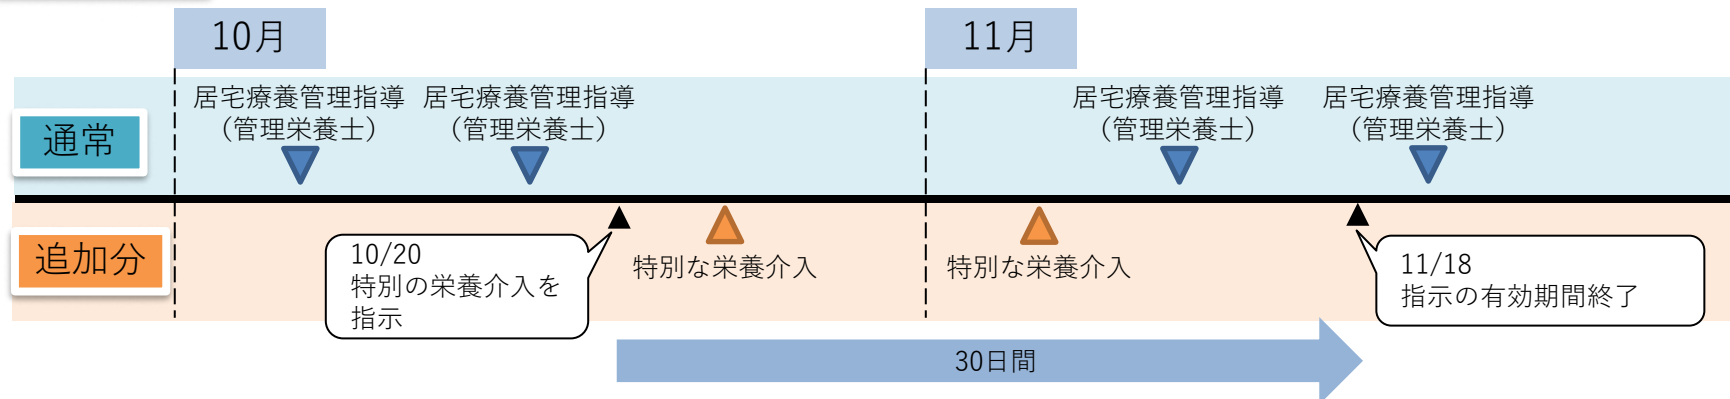 10月
11月
通常
居宅療養管理指導
（管理栄養士）
居宅療養管理指導
（管理栄養士）
居宅療養管理指導
（管理栄養士）
居宅療養管理指導
（管理栄養士）
追加分
10/20
特別の栄養介入を
指示
特別な栄養介入
特別な栄養介入
11/18
指示の有効期間終了
30日間